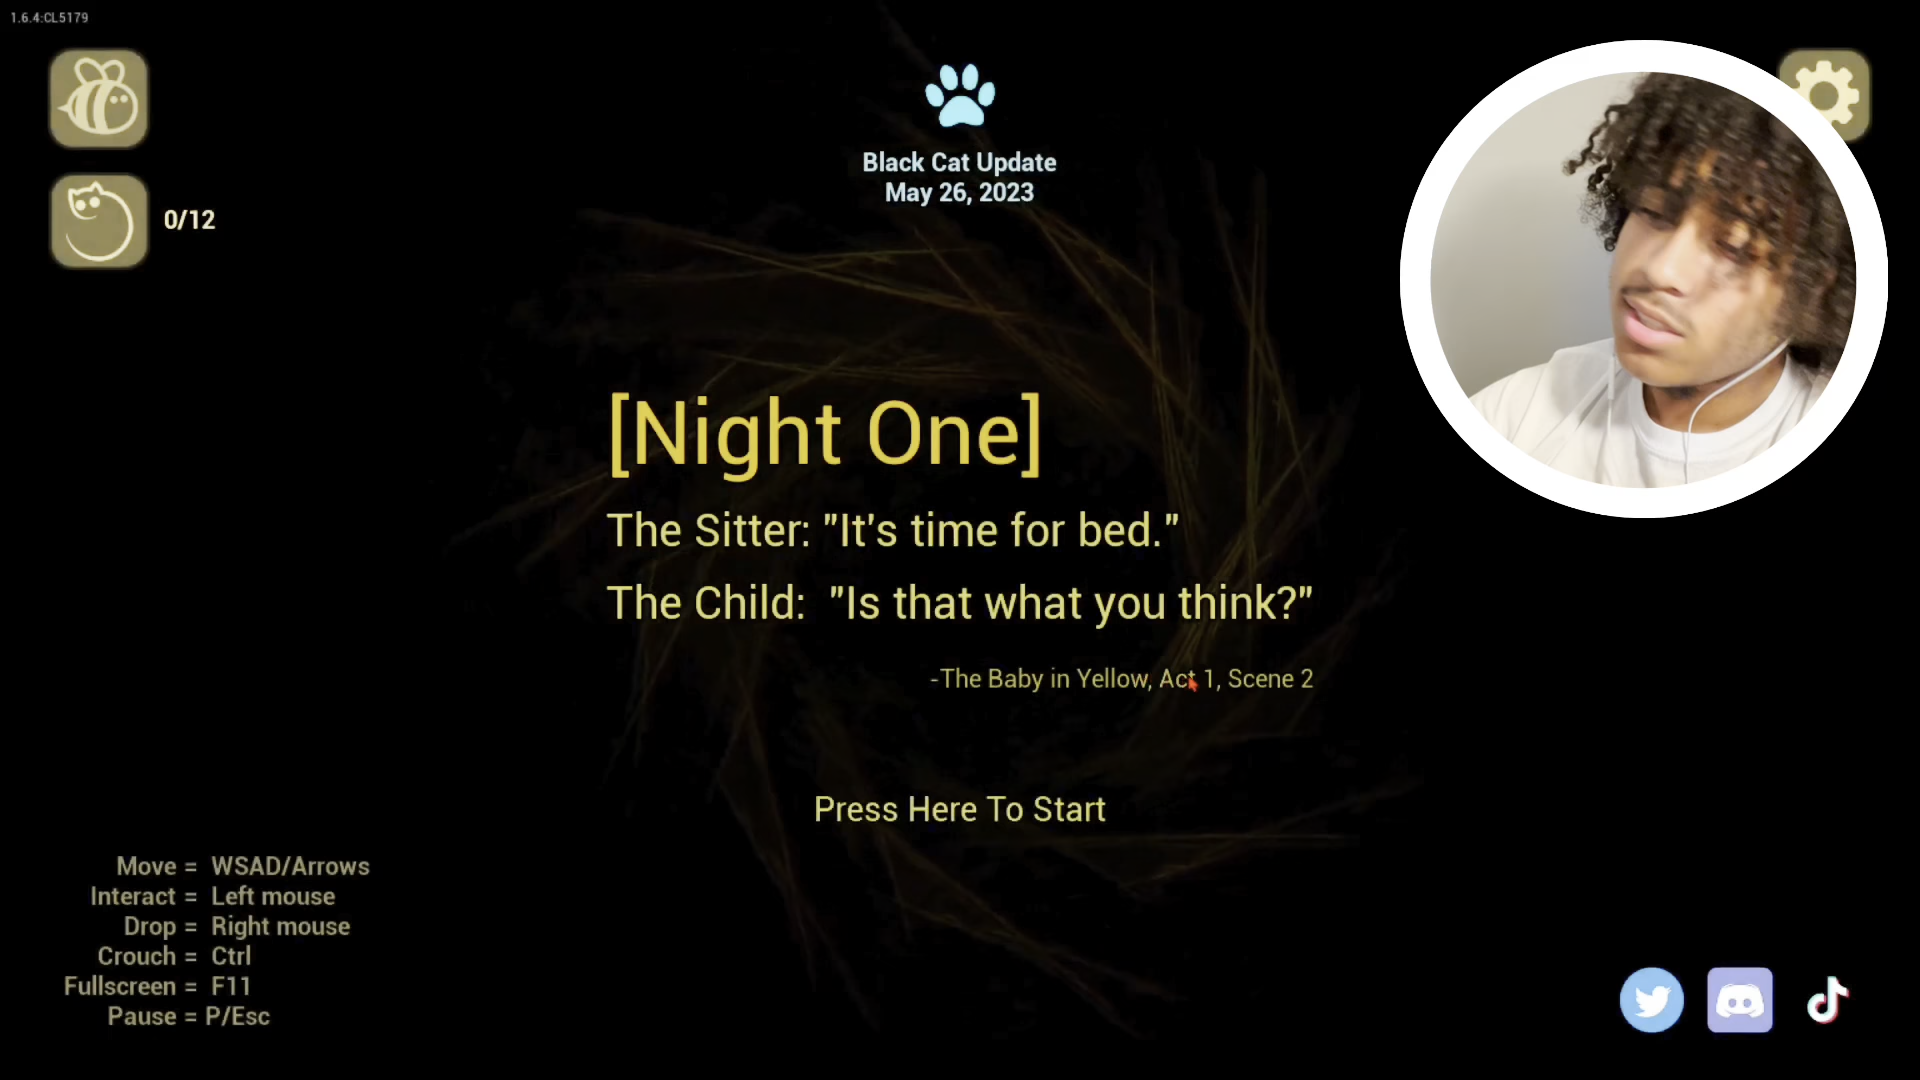 1.6.4:CL5179
0/12
Black Cat Update
May 26, 2023
[Night One]
The Sitter: "It's time for bed."
The Child: "Is that what you think?"
-The Baby in Yellow, Act 1, Scene 2
Press Here To Start
Move = WSAD/Arrows
Interact = Left mouse
Drop = Right mouse
Crouch = Ctrl
Fullscreen = F11
Pause = P/Esc